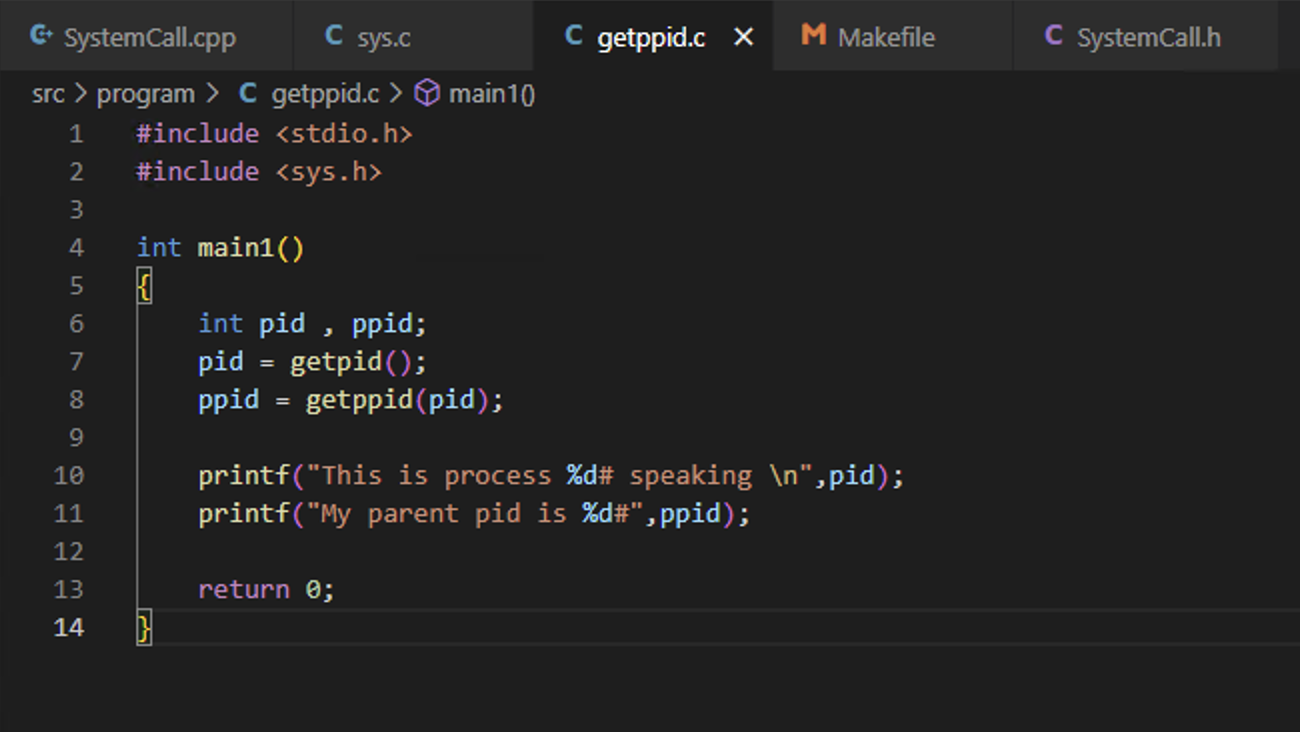 SystemCall.cpp sys.c getppid.c × Makefile SystemCall.h
src > program > C getppid.c > main1()
1 #include <stdio.h>
2 #include <sys.h>
3
4 int main1()
5 {
6     int pid , ppid;
7     pid = getpid();
8     ppid = getppid(pid);
9
10     printf("This is process %d# speaking \n",pid);
11     printf("My parent pid is %d#",ppid);
12
13     return 0;
14 }